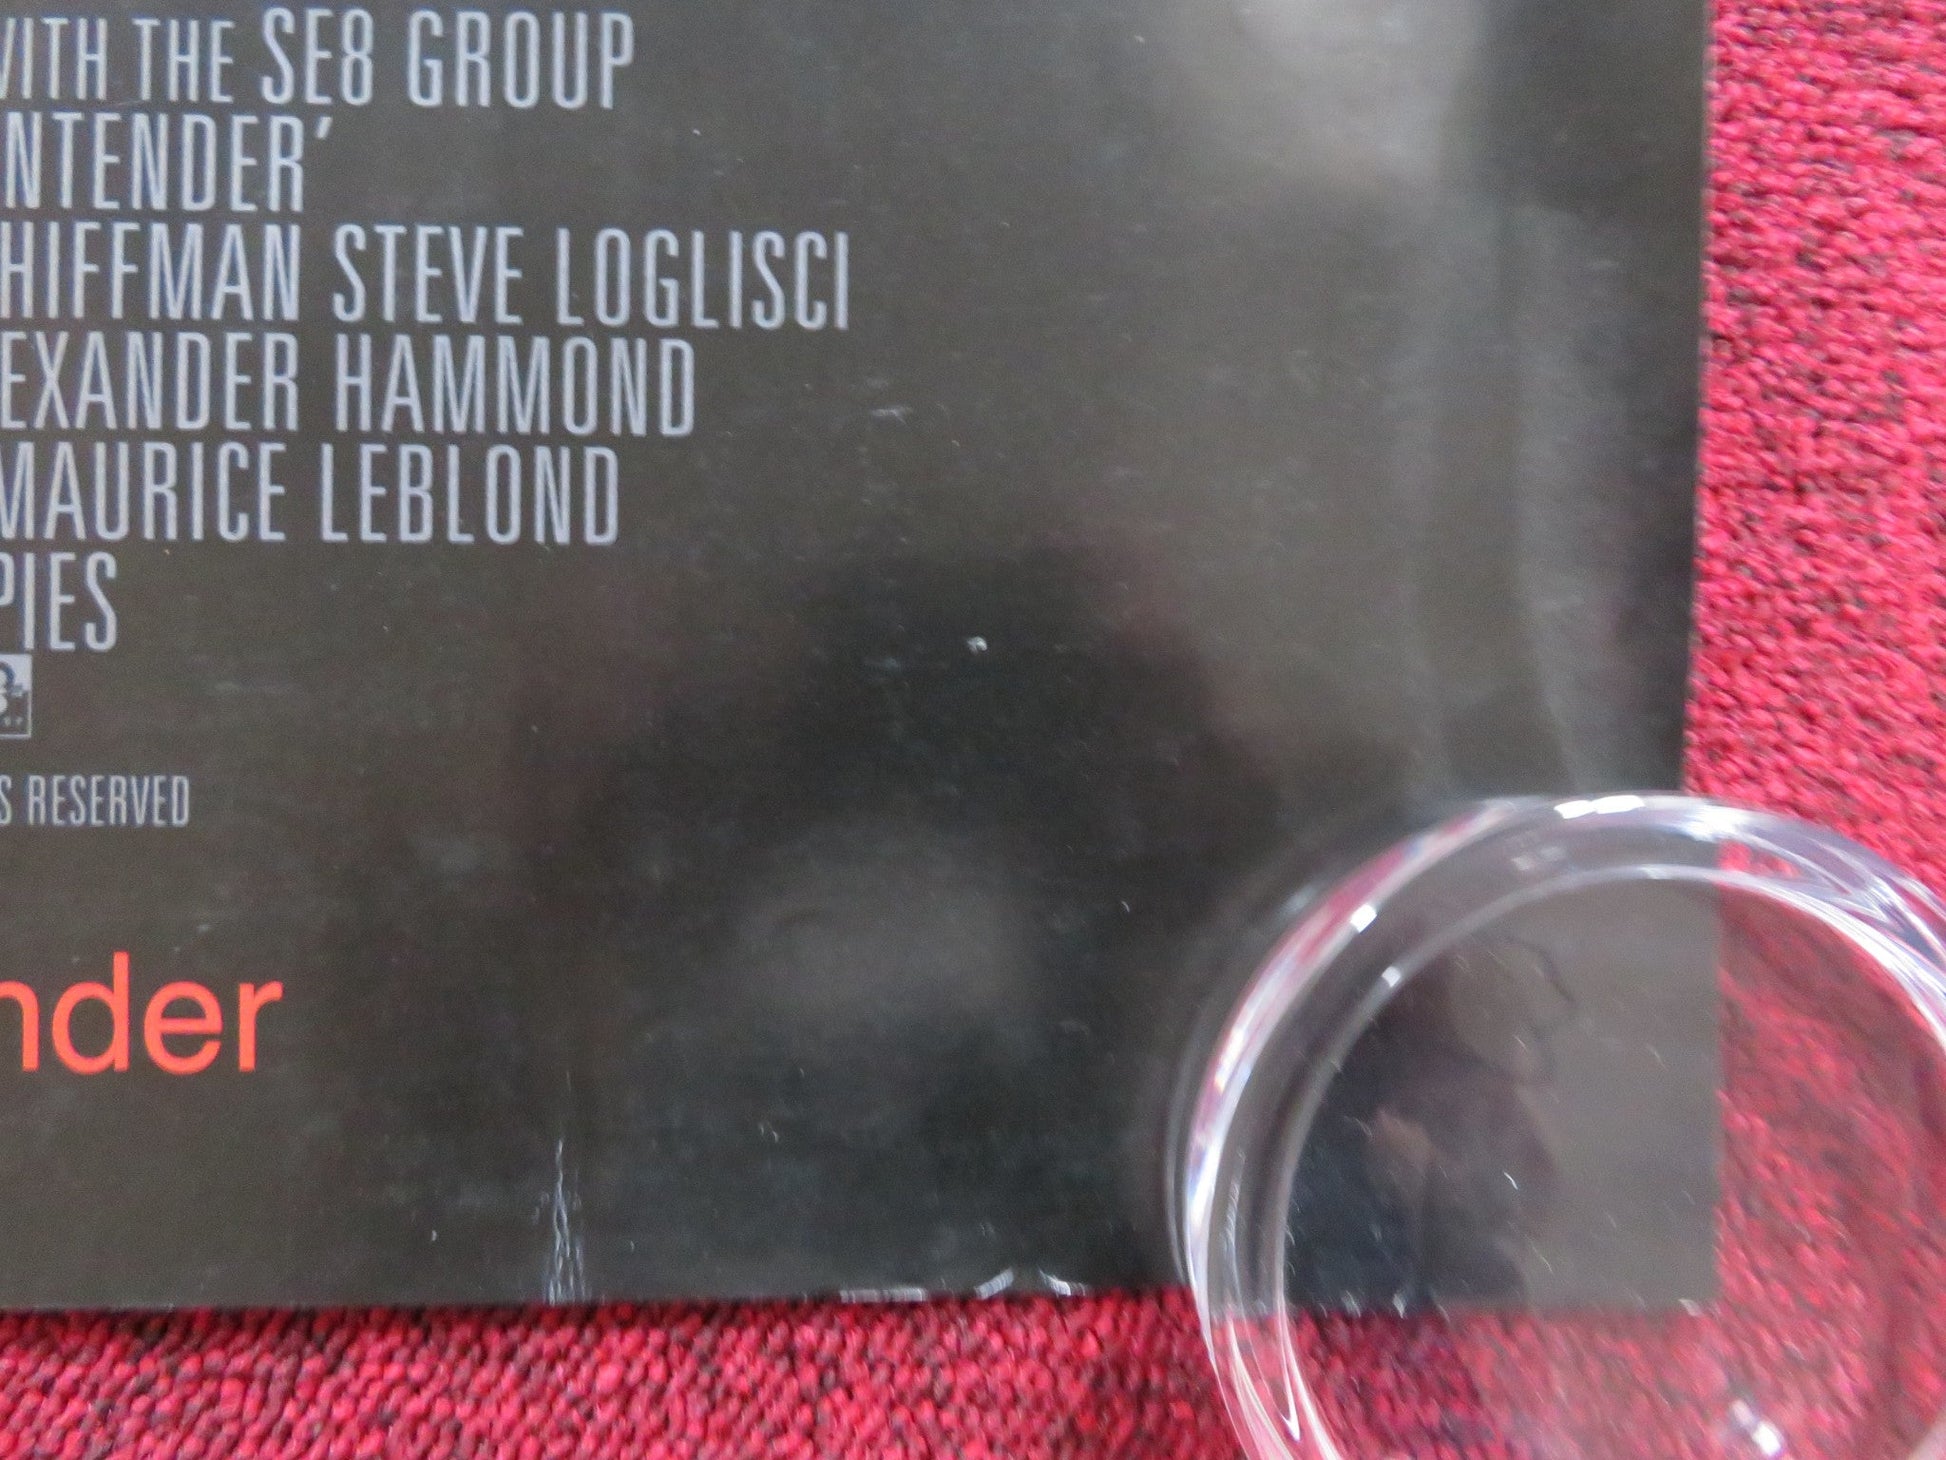 WITH THE SE8 GROUP
NTENDER’
HIFFMAN STEVE LOGLISCI
EXANDER HAMMOND
MAURICE LEBLOND
PIES
S RESERVED
nder